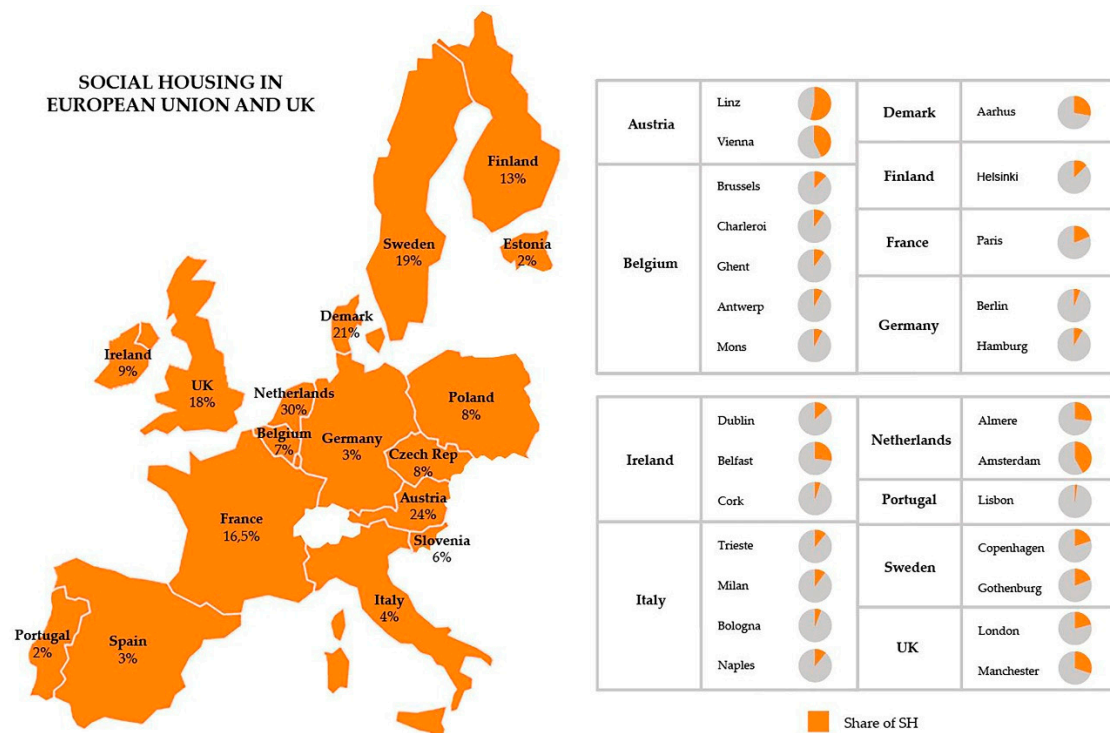 SOCIAL HOUSING IN
EUROPEAN UNION AND UK
Finland
13%
Sweden
19%
Estonia
2%
Demark
21%
Ireland
9%
UK
18%
Netherlands
30%
Belgium
7%
Germany
3%
Poland
8%
Czech Rep
8%
Austria
24%
France
16,5%
Slovenia
6%
Italy
4%
Portugal
2%
Spain
3%
Austria
Linz
Vienna
Belgium
Brussels
Charleroi
Ghent
Antwerp
Mons
Demark
Aarhus
Finland
Helsinki
France
Paris
Germany
Berlin
Hamburg
Ireland
Dublin
Belfast
Cork
Italy
Trieste
Milan
Bologna
Naples
Netherlands
Almere
Amsterdam
Portugal
Lisbon
Sweden
Copenhagen
Gothenburg
UK
London
Manchester
Share of SH